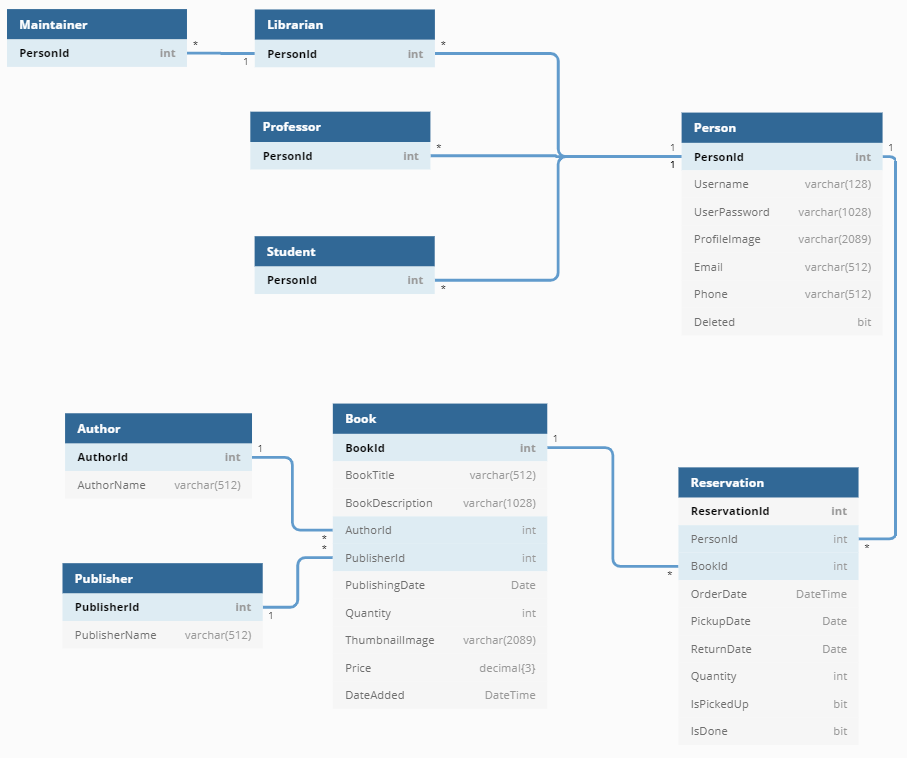 Maintainer
PersonId int
*
1
Librarian
PersonId int
*
Professor
PersonId int
*
Student
PersonId int
*
1
1
Person
PersonId int
1
Username varchar(128)
UserPassword varchar(1028)
ProfileImage varchar(2089)
Email varchar(512)
Phone varchar(512)
Deleted bit
Author
AuthorId int
1
AuthorName varchar(512)
Publisher
PublisherId int
1
PublisherName varchar(512)
Book
BookId int
1
BookTitle varchar(512)
BookDescription varchar(1028)
AuthorId int
*
*
PublisherId int
PublishingDate Date
Quantity int
ThumbnailImage varchar(2089)
Price decimal{3}
DateAdded DateTime
Reservation
ReservationId int
PersonId int
*
BookId int
*
OrderDate DateTime
PickupDate Date
ReturnDate Date
Quantity int
IsPickedUp bit
IsDone bit